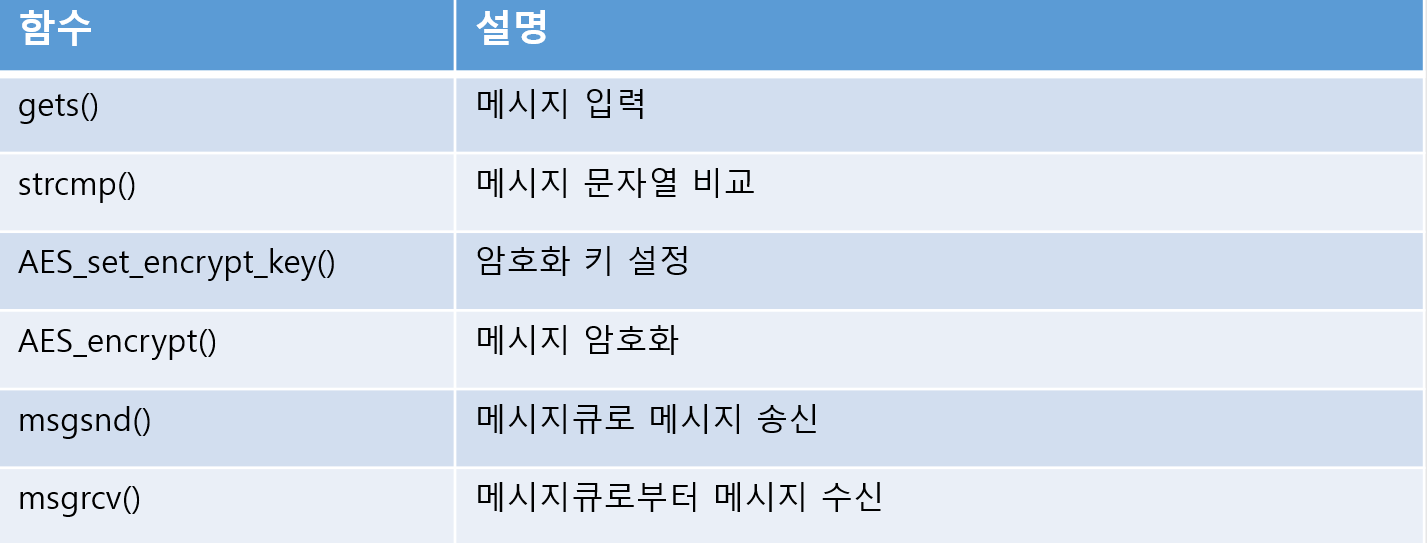 함수 설명
gets() 메시지 입력
strcmp() 메시지 문자열 비교
AES_set_encrypt_key() 암호화 키 설정
AES_encrypt() 메시지 암호화
msgsnd() 메시지큐로 메시지 송신
msgrcv() 메시지큐로부터 메시지 수신